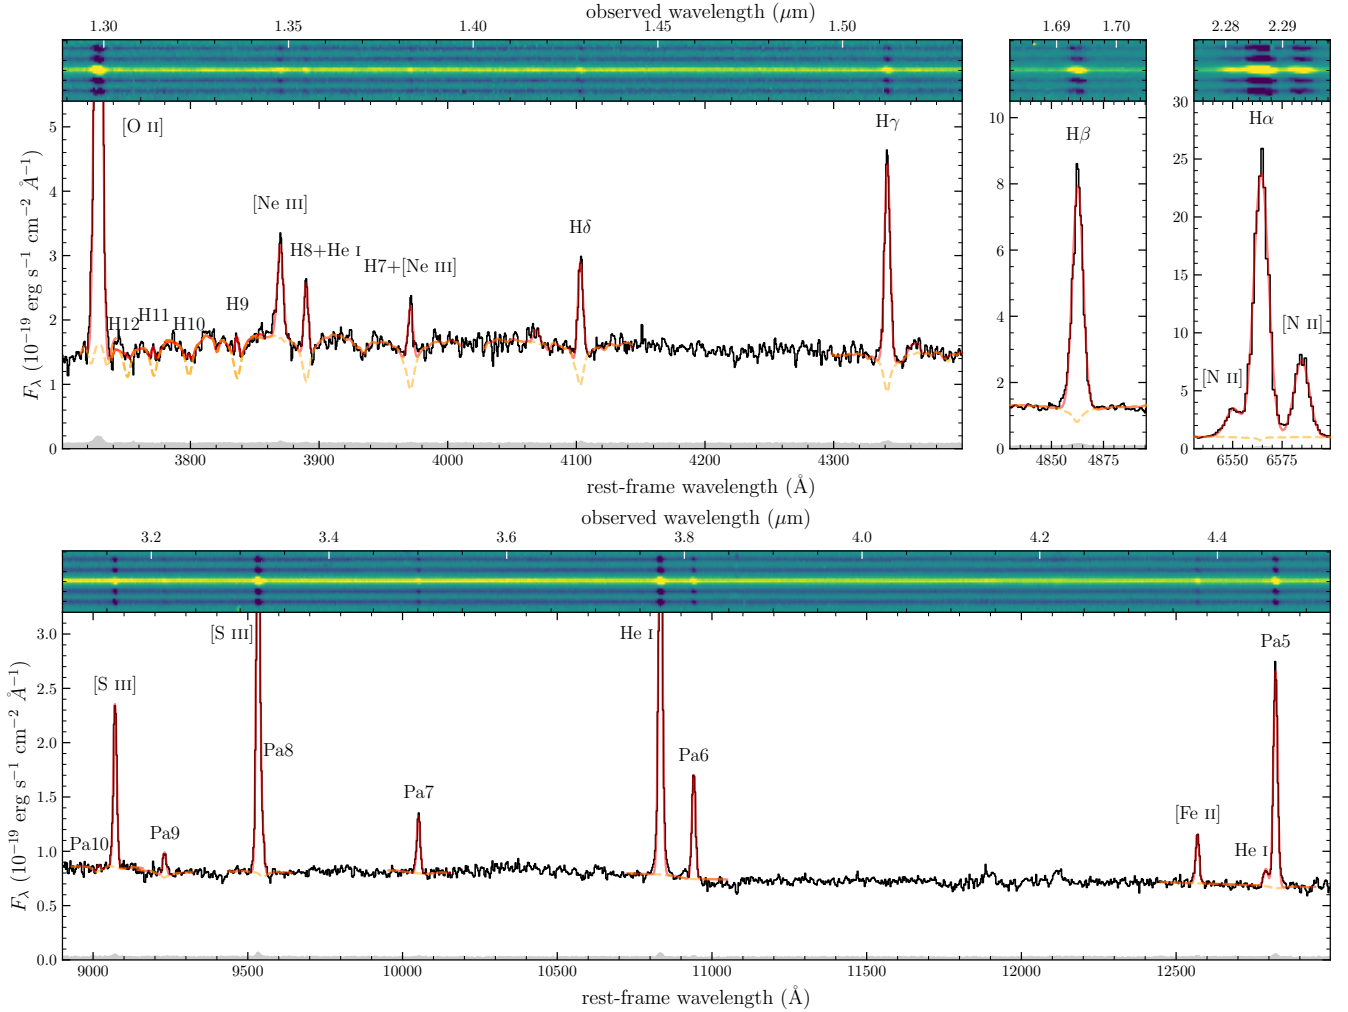 observed wavelength (μm)
1.30 1.35 1.40 1.45 1.50 1.69 1.70 2.28 2.29
[O II]
[Ne III]
H8+He I
H7+[Ne III]
H12
H11
H10
H9
Hδ
Hγ
5
4
3
2
1
0
F_λ (10⁻¹⁹ erg s⁻¹ cm⁻² Å⁻¹)
3800 3900 4000 4100 4200 4300
rest-frame wavelength (Å)
Hβ
10
8
6
4
2
0
4850 4875
Hα
[N II]
[N II]
30
25
20
15
10
5
0
6550 6575
observed wavelength (μm)
3.2 3.4 3.6 3.8 4.0 4.2 4.4
[S III]
[S III]
Pa10
Pa9
Pa8
Pa7
He I
Pa6
[Fe II]
He I
Pa5
3.0
2.5
2.0
1.5
1.0
0.5
0.0
F_λ (10⁻¹⁹ erg s⁻¹ cm⁻² Å⁻¹)
9000 9500 10000 10500 11000 11500 12000 12500
rest-frame wavelength (Å)